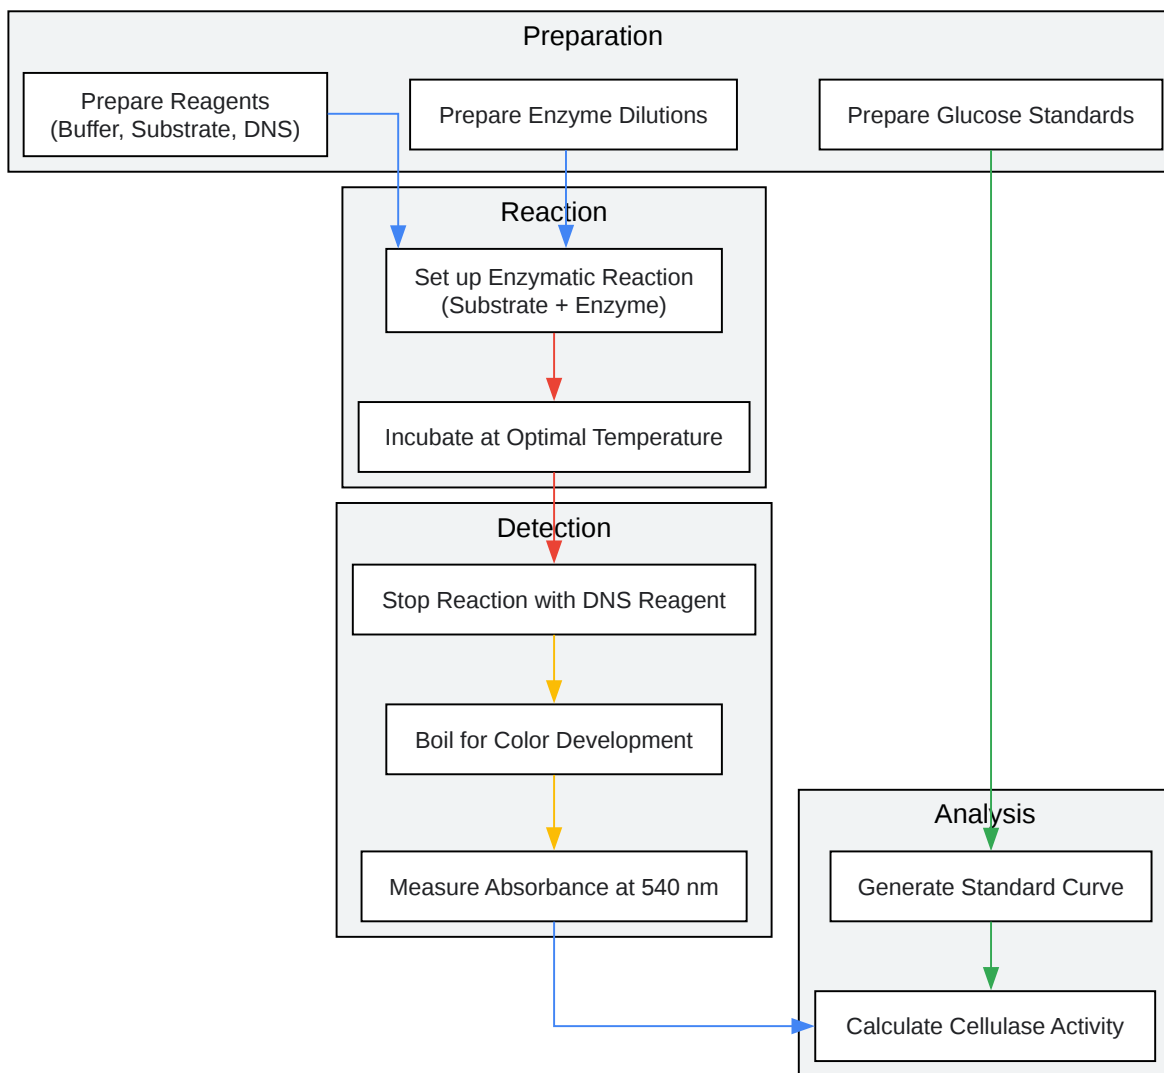 Preparation
Prepare Reagents
(Buffer, Substrate, DNS)
Prepare Enzyme Dilutions
Prepare Glucose Standards
Reaction
Set up Enzymatic Reaction
(Substrate + Enzyme)
Incubate at Optimal Temperature
Detection
Stop Reaction with DNS Reagent
Boil for Color Development
Measure Absorbance at 540 nm
Analysis
Generate Standard Curve
Calculate Cellulase Activity